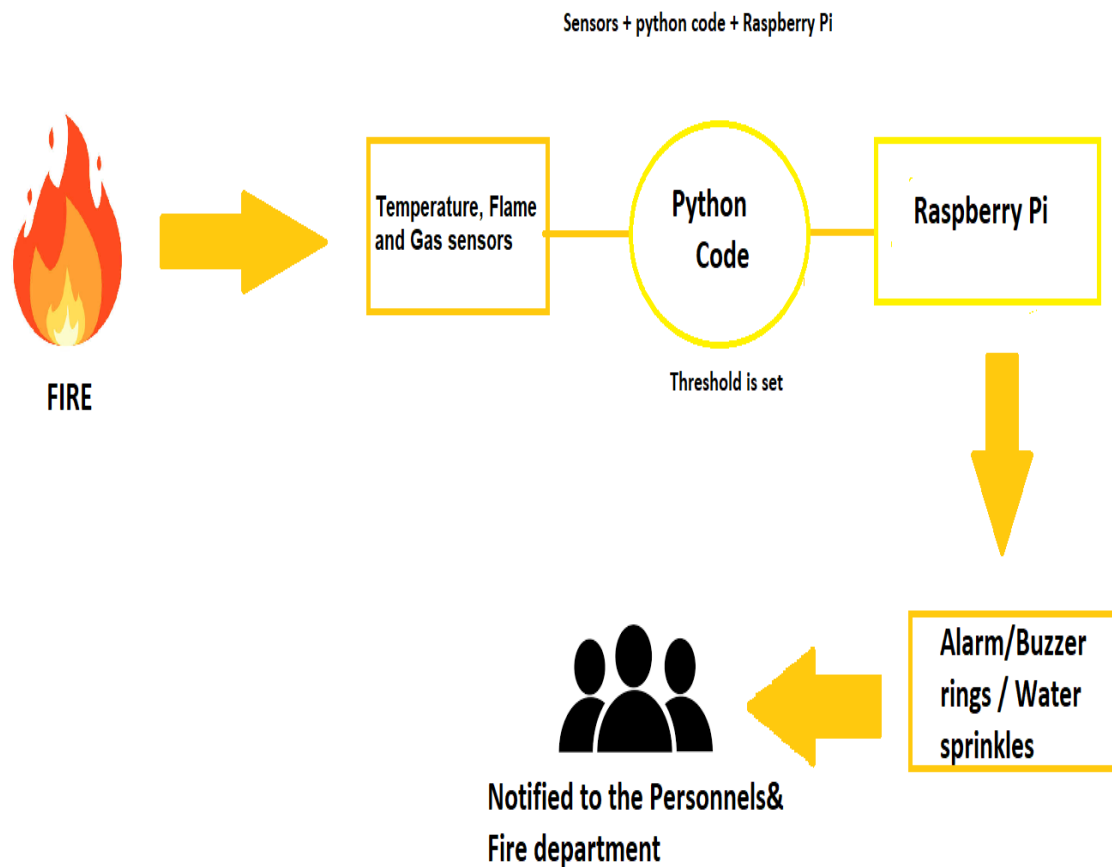 Sensors + python code + Raspberry Pi
FIRE
Temperature, Flame
and Gas sensors
Python
Code
Threshold is set
Raspberry Pi
Alarm/Buzzer
rings / Water
sprinkles
Notified to the Personnels&
Fire department